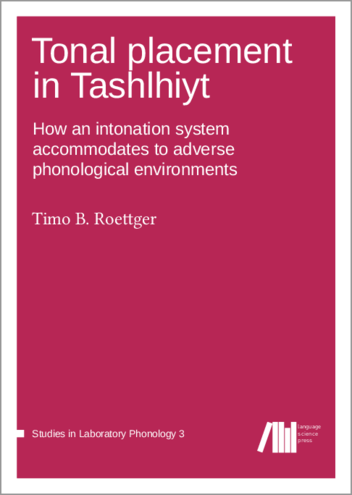 Tonal placement
in Tashlhiyt
How an intonation system
accommodates to adverse
phonological environments
Timo B. Roettger
Studies in Laboratory Phonology 3
language
science
press